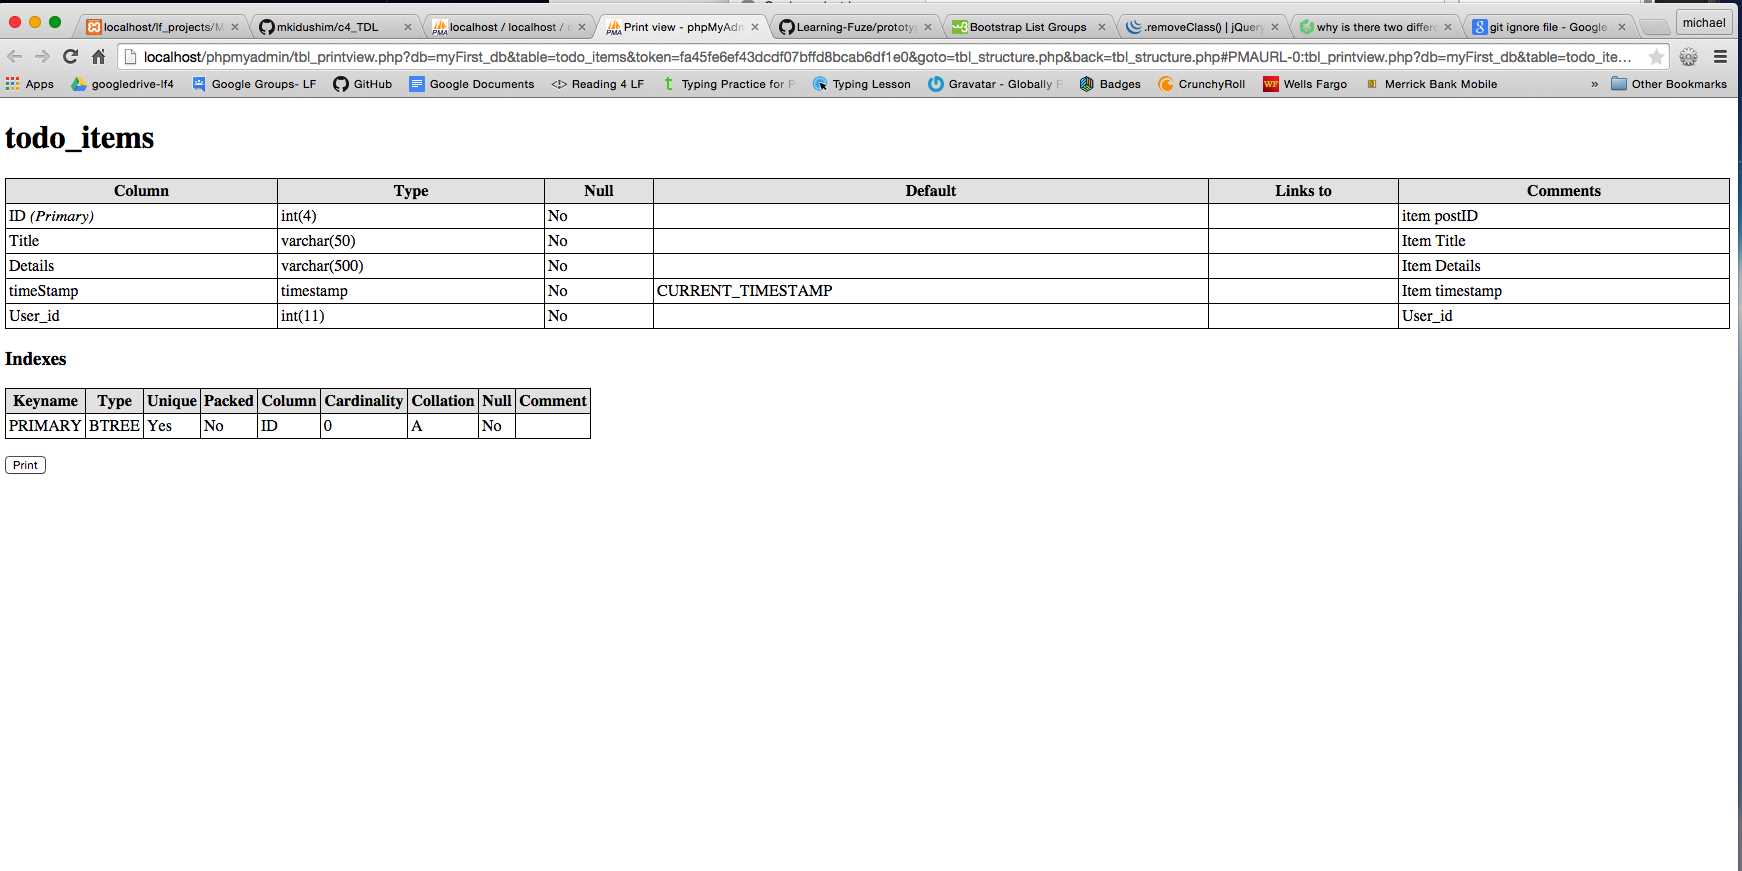 localhost/lf_projects/M
mkidushim/c4_TDL
localhost / localhost /
Print view - phpMyAdm
Learning-Fuze/prototyp
Bootstrap List Groups
.removeClass() | jQuery
why is there two differe
git ignore file - Google
michael
localhost/phpmyadmin/tbl_printview.php?db=myFirst_db&table=todo_items&token=fa45fe6ef43dcdf07bffd8bcab6df1e0&goto=tbl_structure.php&back=tbl_structure.php#PMAURL-0:tbl_printview.php?db=myFirst_db&table=todo_ite...
Apps googledrive-lf4 Google Groups- LF GitHub Google Documents Reading 4 LF Typing Practice for P Typing Lesson Gravatar - Globally R Badges CrunchyRoll WF Wells Fargo Merrick Bank Mobile » Other Bookmarks
todo_items
Column Type Null Default Links to Comments
ID (Primary) int(4) No item postID
Title varchar(50) No Item Title
Details varchar(500) No Item Details
timeStamp timestamp No CURRENT_TIMESTAMP Item timestamp
User_id int(11) No User_id
Indexes
Keyname Type Unique Packed Column Cardinality Collation Null Comment
PRIMARY BTREE Yes No ID 0 A No
Print